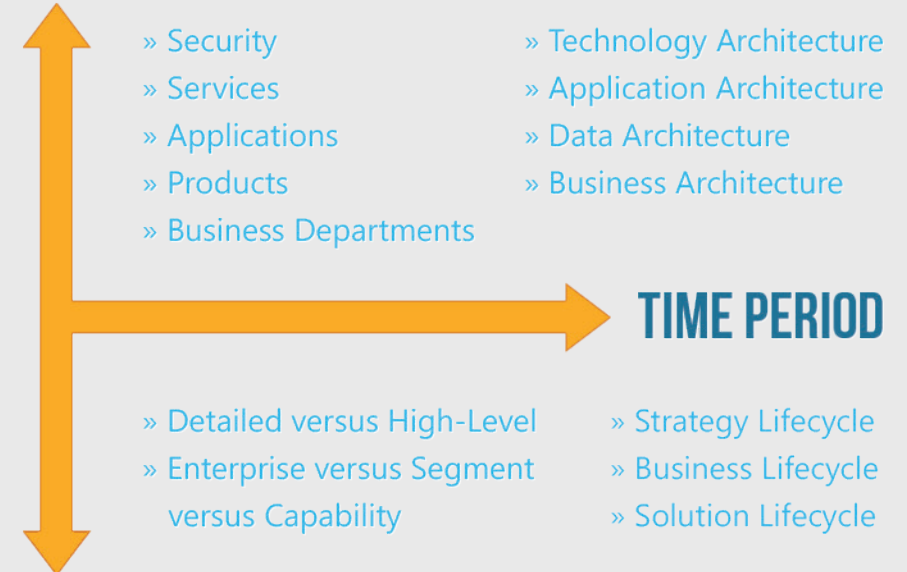 » Security
» Services
» Applications
» Products
» Business Departments
» Technology Architecture
» Application Architecture
» Data Architecture
» Business Architecture
TIME PERIOD
» Detailed versus High-Level
» Enterprise versus Segment
versus Capability
» Strategy Lifecycle
» Business Lifecycle
» Solution Lifecycle